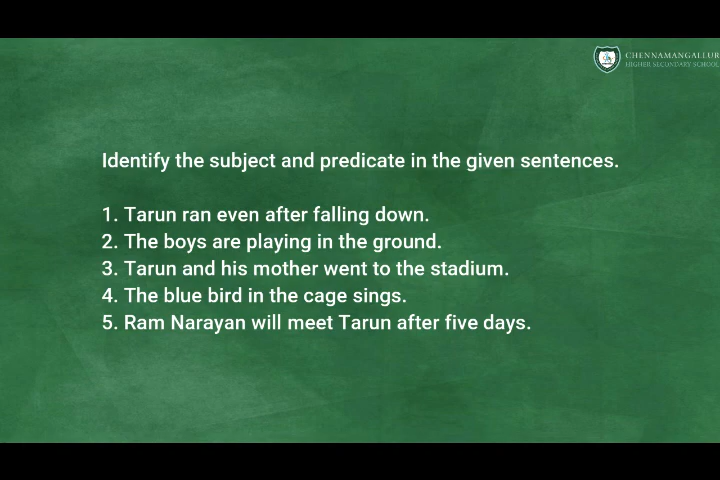 CHENNAMANGALLUR
HIGHER SECONDARY SCHOOL
Identify the subject and predicate in the given sentences.
1. Tarun ran even after falling down.
2. The boys are playing in the ground.
3. Tarun and his mother went to the stadium.
4. The blue bird in the cage sings.
5. Ram Narayan will meet Tarun after five days.